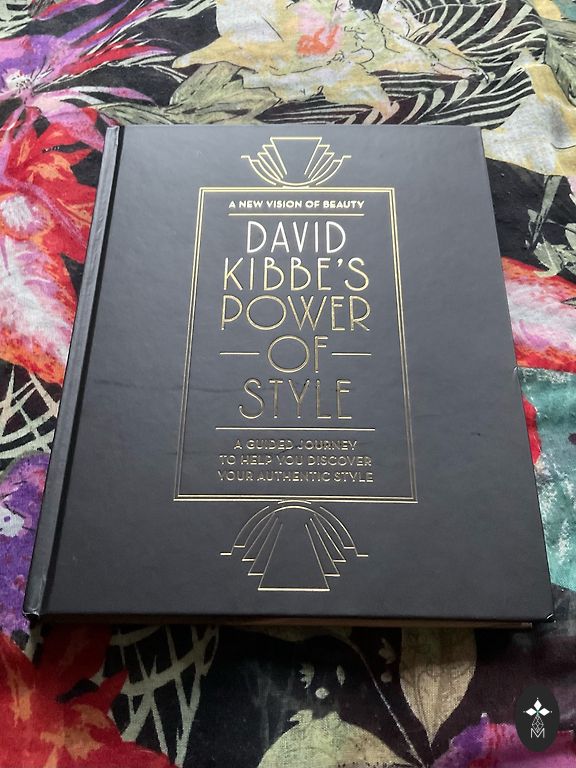 A NEW VISION OF BEAUTY
DAVID
KIBBE'S
POWER
OF
STYLE
A GUIDED JOURNEY
TO HELP YOU DISCOVER
YOUR AUTHENTIC STYLE
M